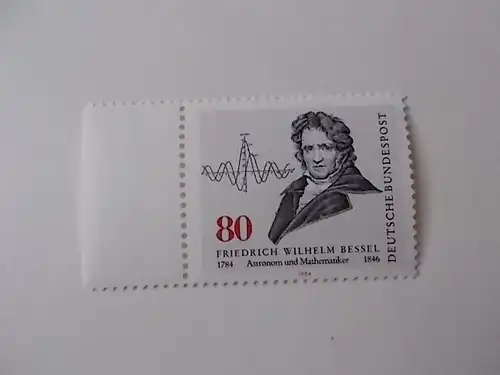 80
FRIEDRICH WILHELM BESSEL
1784 Astronom und Mathematiker 1846
1984
DEUTSCHE BUNDESPOST